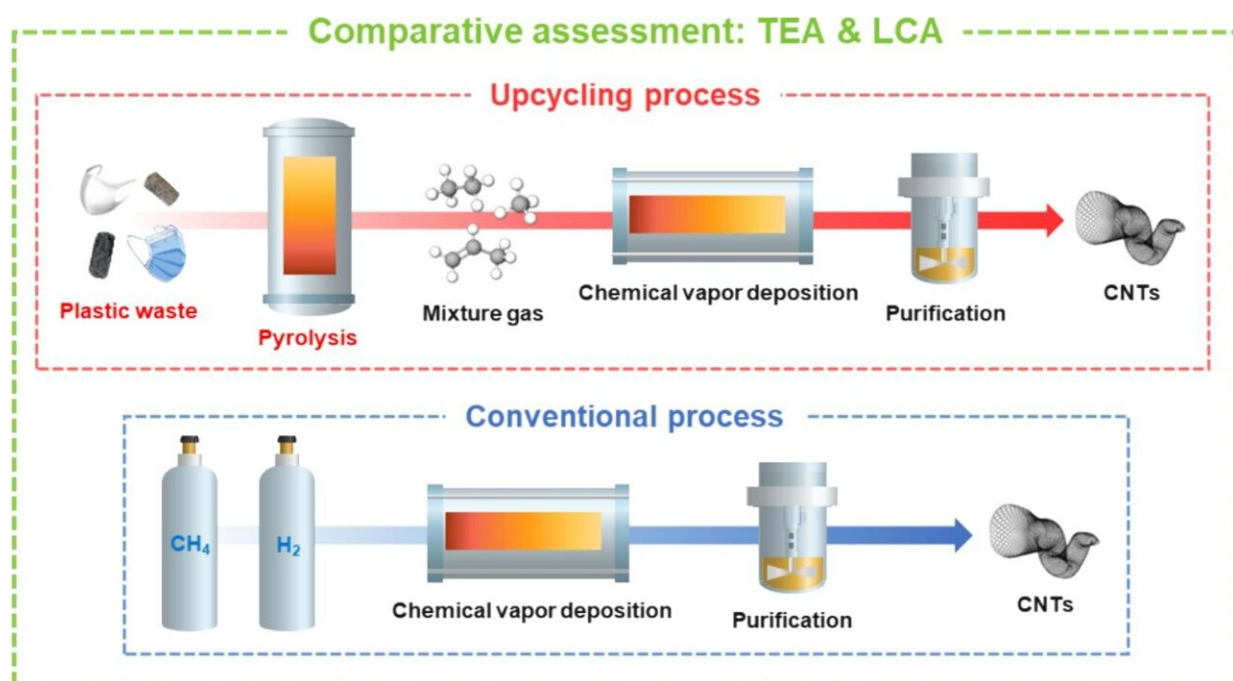 Comparative assessment: TEA & LCA
Upcycling process
Plastic waste
Pyrolysis
Mixture gas
Chemical vapor deposition
Purification
CNTs
Conventional process
CH₄
H₂
Chemical vapor deposition
Purification
CNTs